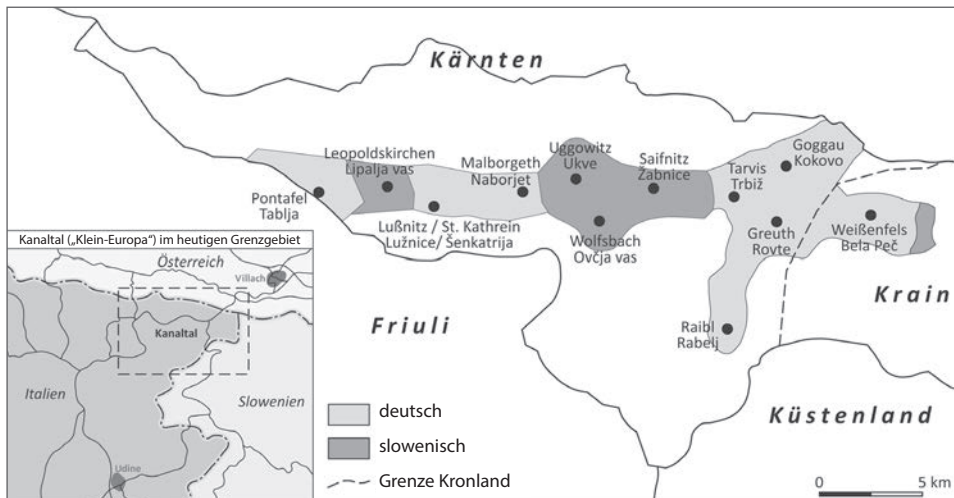 Kärnten
Uggowitz
Ukve
Goggau
Kokovo
Leopoldskirchen
Lipalja vas
Malborgeth
Naborjet
Saifnitz
Žabnice
Tarvis
Trbiž
Pontafel
Tablja
Lußnitz / St. Kathrein
Lužnice/ Šenkatrija
Wolfsbach
Ovčja vas
Greuth
Rovte
Weißenfels
Bela Peč
Krain
Friuli
Raibl
Rabelj
Küstenland
Kanaltal („Klein-Europa“) im heutigen Grenzgebiet
Österreich
Villach
Kanaltal
Italien
Slowenien
Udine
deutsch
slowenisch
Grenze Kronland
0 5 km